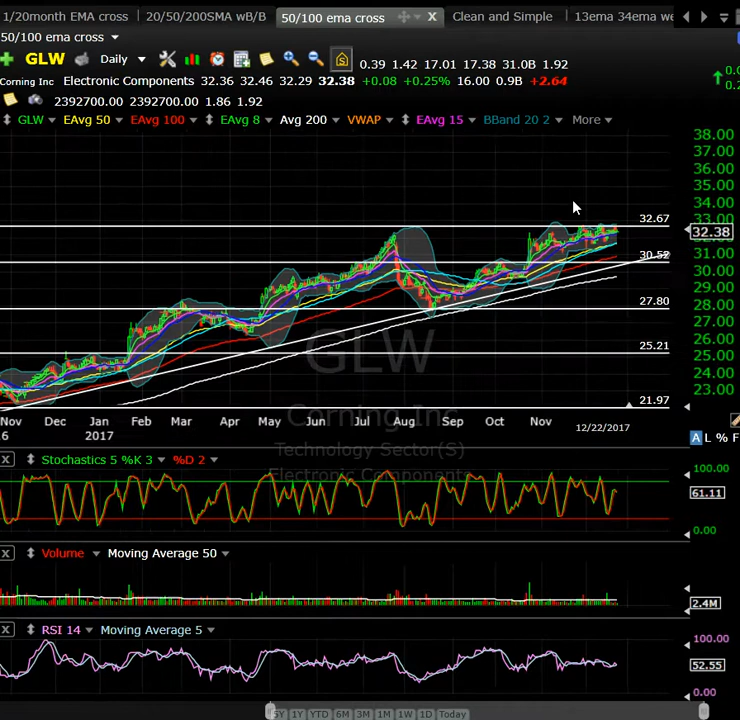 1/20month EMA cross 20/50/200SMA wB/B 50/100 ema cross X Clean and Simple 13ema 34ema we
50/100 ema cross
GLW Daily 0.39 1.42 17.01 17.38 31.0B 1.92
Corning Inc Electronic Components 32.36 32.46 32.29 32.38 +0.08 +0.25% 16.00 0.9B +2.64
2392700.00 2392700.00 1.86 1.92
GLW EAvg 50 EAvg 100 EAvg 8 Avg 200 VWAP EAvg 15 BBand 20 2 More
38.00
37.00
36.00
35.00
34.00
33.00
32.67
32.38
31.00
30.52
30.00
29.00
28.00
27.80
27.00
26.00
25.21
25.00
24.00
23.00
21.97
GLW
Corning Inc
Technology Sector(S)
Electronic Components
Nov Dec Jan Feb Mar Apr May Jun Jul Aug Sep Oct Nov
6 2017 12/22/2017
A L % F
X Stochastics 5 %K 3 %D 2
100.00
61.11
0.00
X Volume Moving Average 50
2.4M
X RSI 14 Moving Average 5
100.00
52.55
0.00
5Y 1Y YTD 6M 3M 1M 1W 1D Today